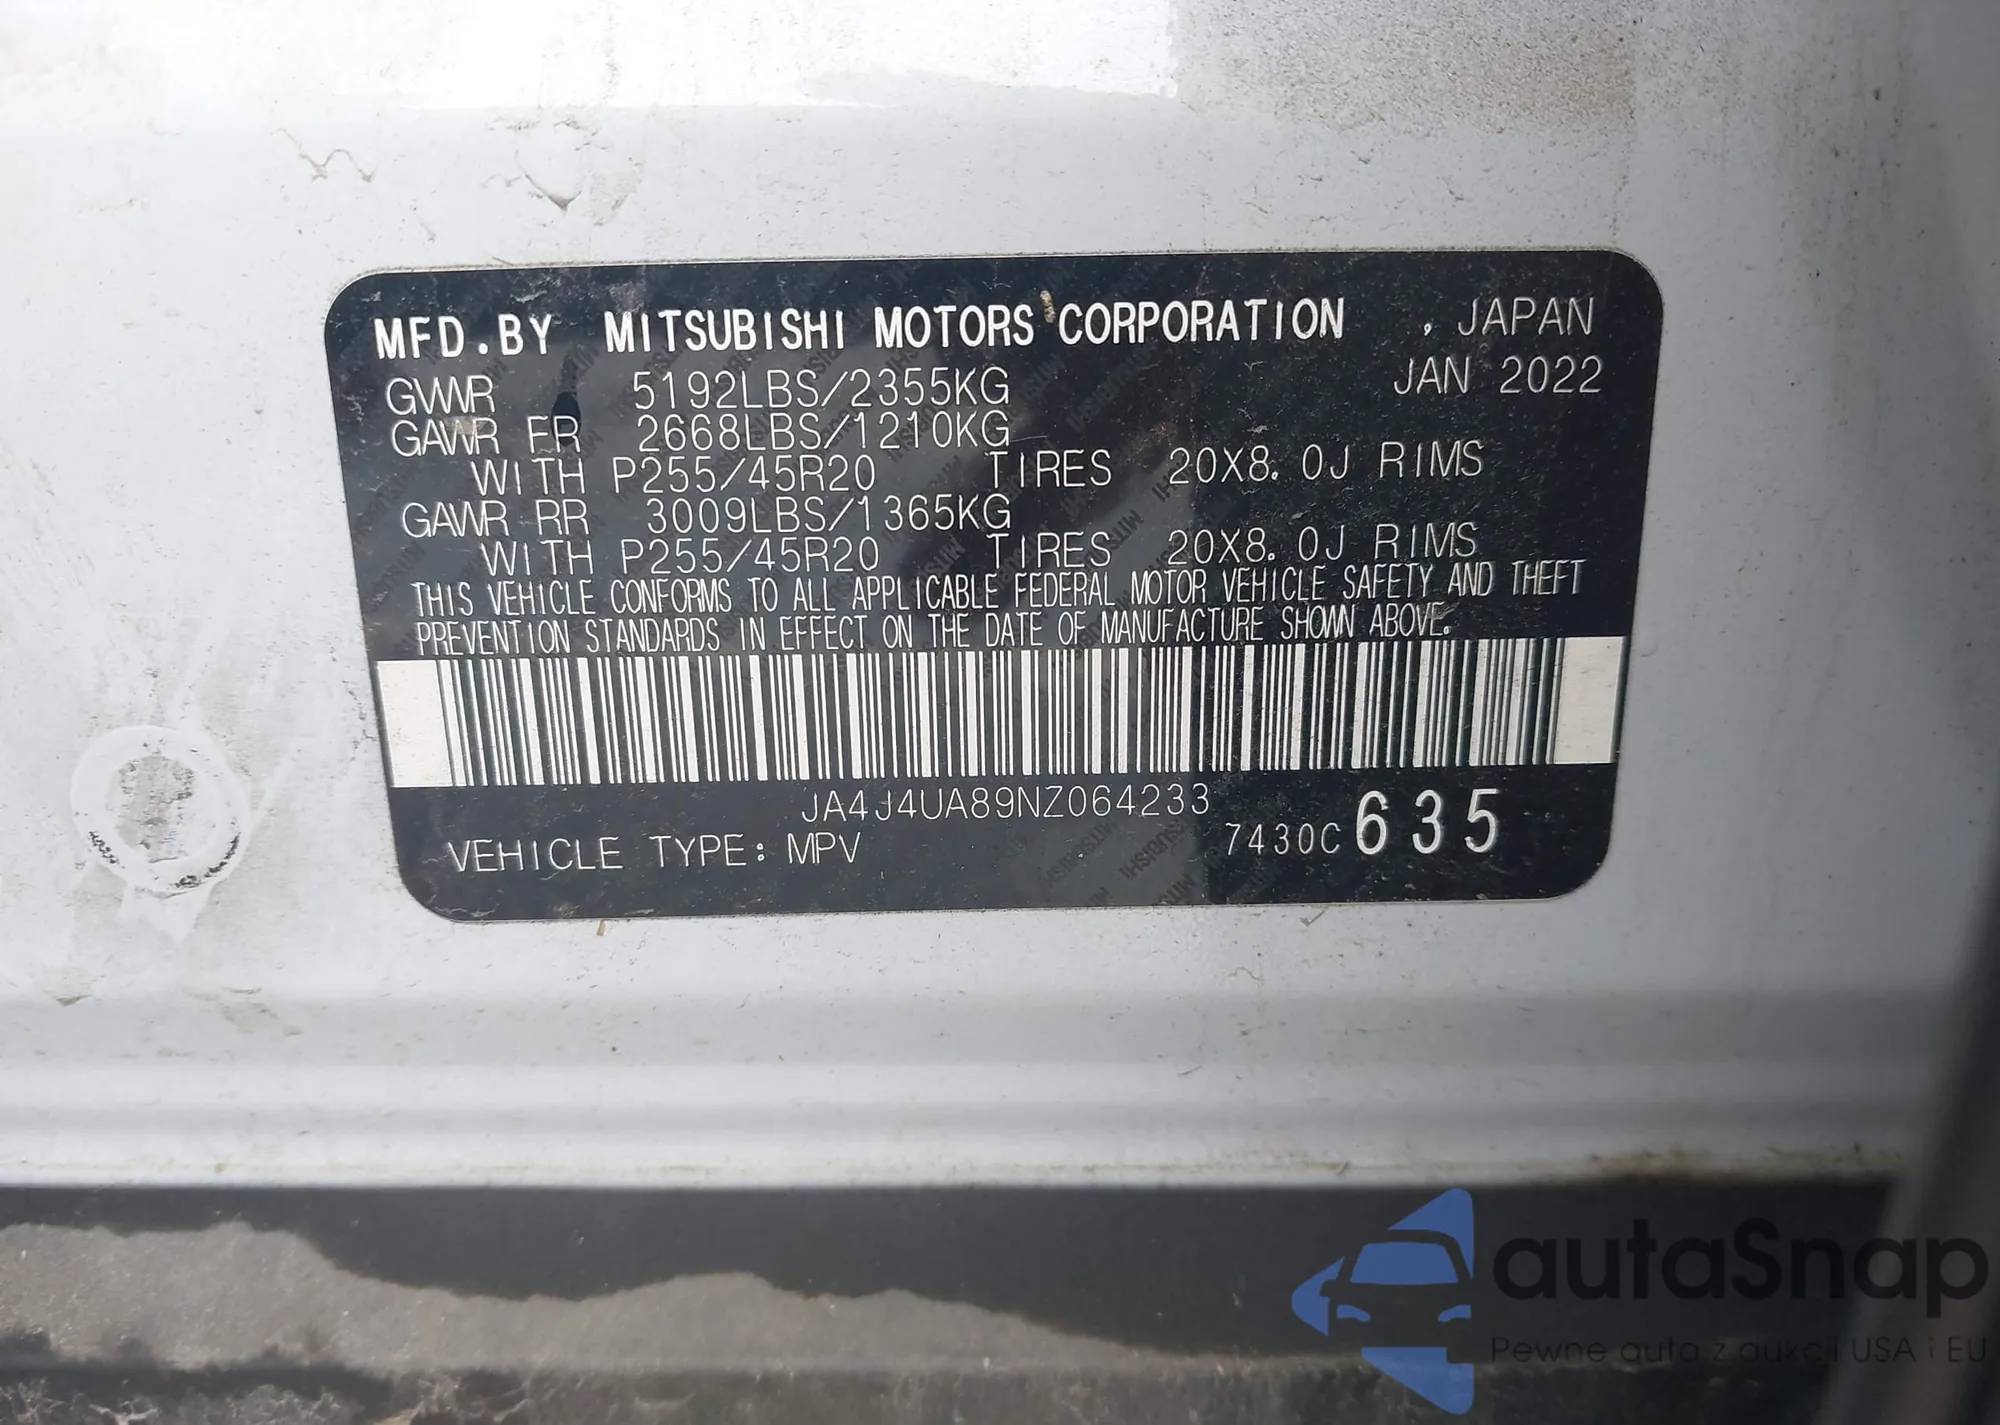 MFD.BY MITSUBISHI MOTORS CORPORATION , JAPAN
GVWR 5192LBS/2355KG JAN 2022
GAWR FR 2668LBS/1210KG
WITH P255/45R20 TIRES 20X8.0J RIMS
GAWR RR 3009LBS/1365KG
WITH P255/45R20 TIRES 20X8.0J RIMS
THIS VEHICLE CONFORMS TO ALL APPLICABLE FEDERAL MOTOR VEHICLE SAFETY AND THEFT
PREVENTION STANDARDS IN EFFECT ON THE DATE OF MANUFACTURE SHOWN ABOVE.
JA4J4UA89NZ064233
VEHICLE TYPE: MPV 7430C 635
autaSnap
Pewne auta z aukcji USA i EU